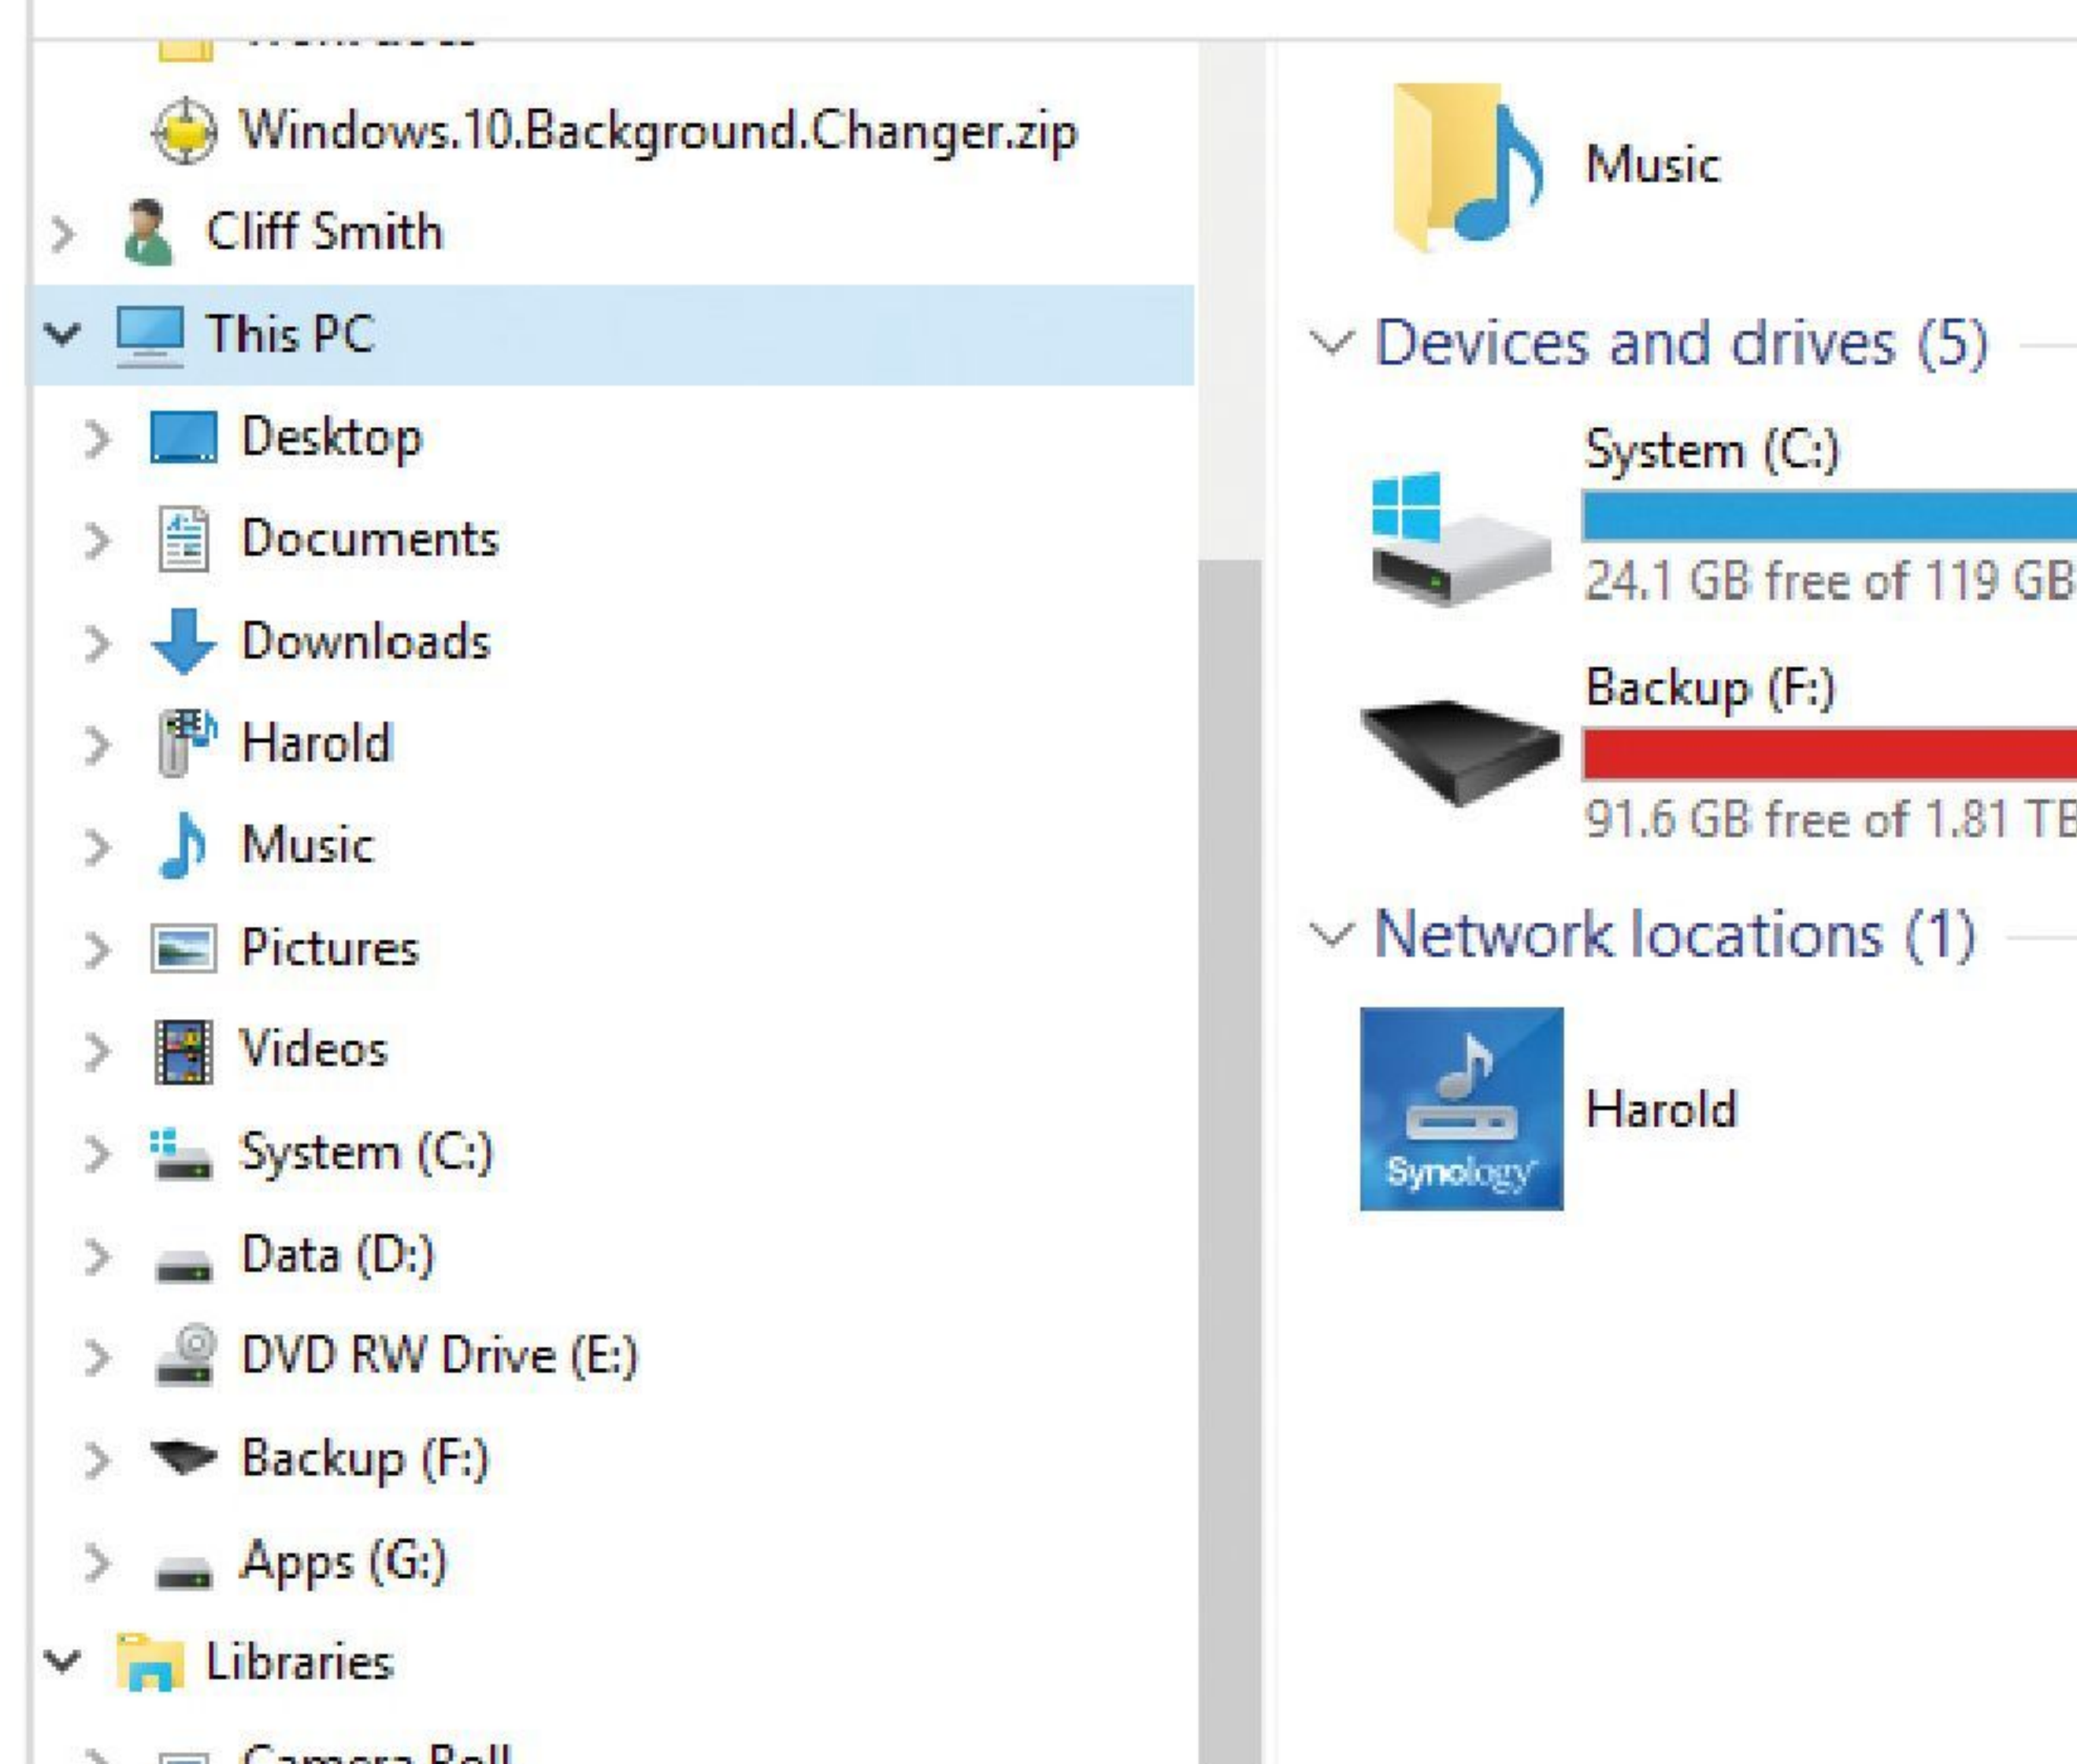 Windows.10.Background.Changer.zip
Cliff Smith
This PC
Desktop
Documents
Downloads
Harold
Music
Pictures
Videos
System (C:)
Data (D:)
DVD RW Drive (E:)
Backup (F:)
Apps (G:)
Libraries
Camera Roll
Music
Devices and drives (5)
System (C:)
24.1 GB free of 119 GB
Backup (F:)
91.6 GB free of 1.81 TB
Network locations (1)
Synology
Harold